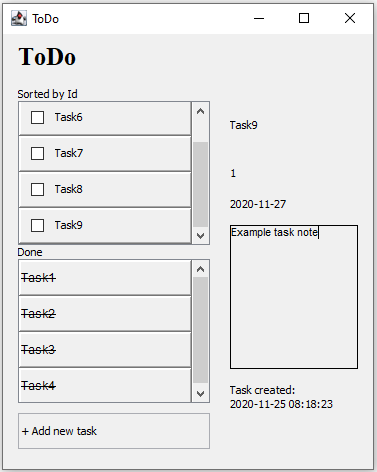 ToDo
ToDo
Sorted by Id
Task6
Task7
Task8
Task9
Done
Task1
Task2
Task3
Task4
+ Add new task
Task9
1
2020-11-27
Example task note
Task created:
2020-11-25 08:18:23